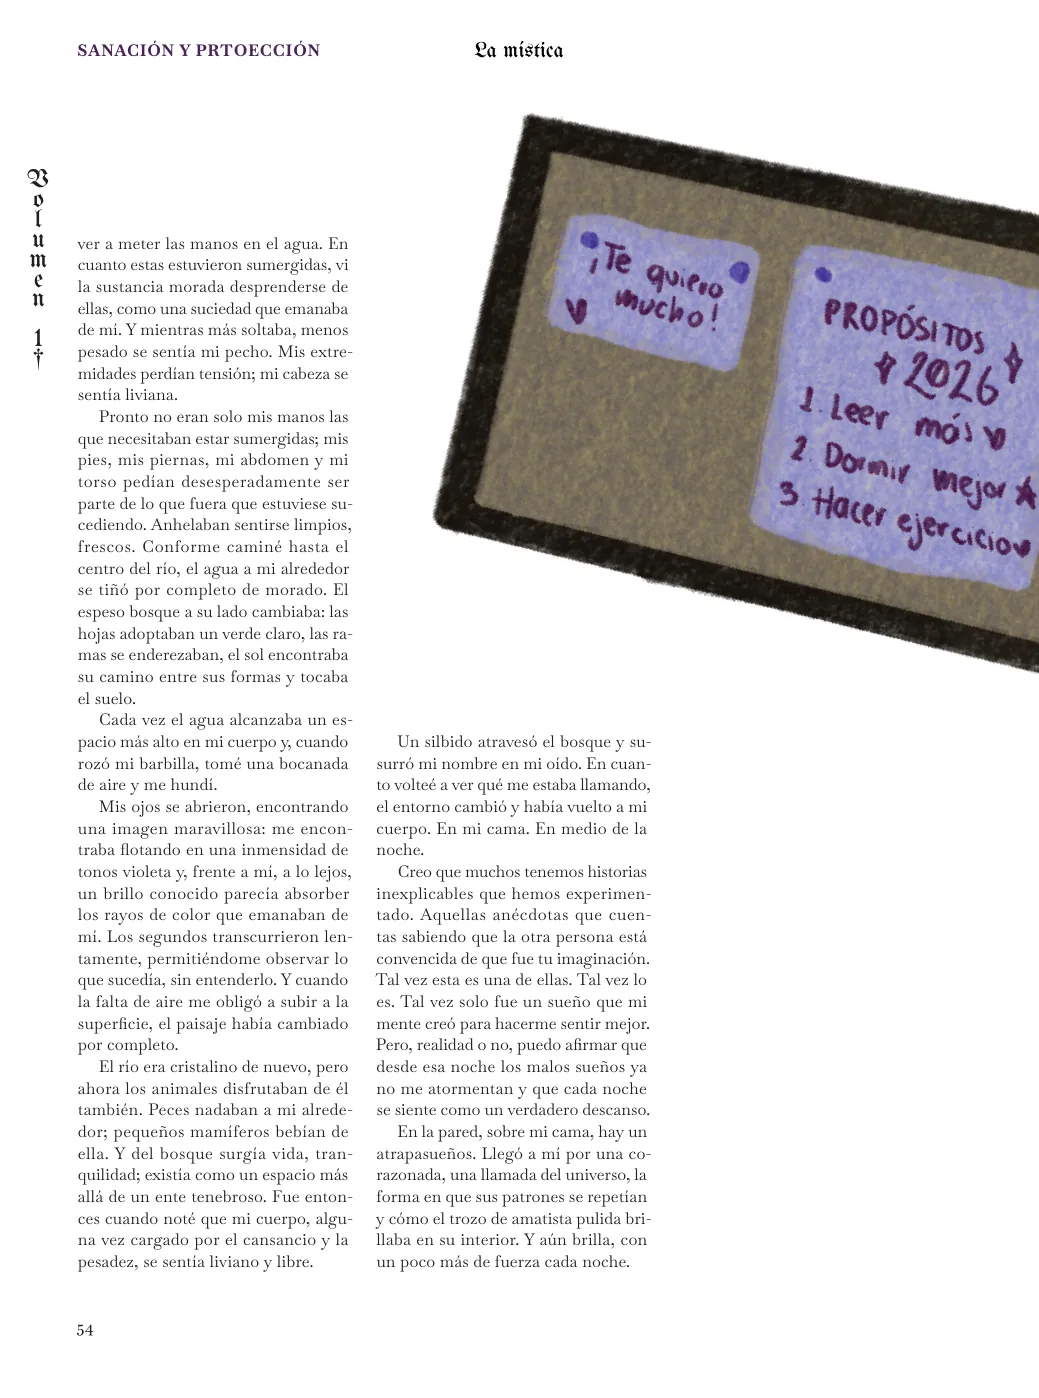 SANACIÓN Y PRTOECCIÓN
La mística
Volumen 1†
ver a meter las manos en el agua. En
cuanto estas estuvieron sumergidas, vi
la sustancia morada desprenderse de
ellas, como una suciedad que emanaba
de mí. Y mientras más soltaba, menos
pesado se sentía mi pecho. Mis extre-
midades perdían tensión; mi cabeza se
sentía liviana.
Pronto no eran solo mis manos las
que necesitaban estar sumergidas; mis
pies, mis piernas, mi abdomen y mi
torso pedían desesperadamente ser
parte de lo que fuera que estuviese su-
cediendo. Anhelaban sentirse limpios,
frescos. Conforme caminé hasta el
centro del río, el agua a mi alrededor
se tiñó por completo de morado. El
espeso bosque a su lado cambiaba: las
hojas adoptaban un verde claro, las ra-
mas se enderezaban, el sol encontraba
su camino entre sus formas y tocaba
el suelo.
Cada vez el agua alcanzaba un es-
pacio más alto en mi cuerpo y, cuando
rozó mi barbilla, tomé una bocanada
de aire y me hundí.
Mis ojos se abrieron, encontrando
una imagen maravillosa: me encon-
traba flotando en una inmensidad de
tonos violeta y, frente a mí, a lo lejos,
un brillo conocido parecía absorber
los rayos de color que emanaban de
mí. Los segundos transcurrieron len-
tamente, permitiéndome observar lo
que sucedía, sin entenderlo. Y cuando
la falta de aire me obligó a subir a la
superficie, el paisaje había cambiado
por completo.
El río era cristalino de nuevo, pero
ahora los animales disfrutaban de él
también. Peces nadaban a mi alrede-
dor; pequeños mamíferos bebían de
ella. Y del bosque surgía vida, tran-
quilidad; existía como un espacio más
allá de un ente tenebroso. Fue enton-
ces cuando noté que mi cuerpo, algu-
na vez cargado por el cansancio y la
pesadez, se sentía liviano y libre.
¡Te quiero
mucho!
PROPÓSITOS
2026
1. Leer más
2. Dormir mejor
3. Hacer ejercicio
Un silbido atravesó el bosque y su-
surró mi nombre en mi oído. En cuan-
to volteé a ver qué me estaba llamando,
el entorno cambió y había vuelto a mi
cuerpo. En mi cama. En medio de la
noche.
Creo que muchos tenemos historias
inexplicables que hemos experimen-
tado. Aquellas anécdotas que cuen-
tas sabiendo que la otra persona está
convencida de que fue tu imaginación.
Tal vez esta es una de ellas. Tal vez lo
es. Tal vez solo fue un sueño que mi
mente creó para hacerme sentir mejor.
Pero, realidad o no, puedo afirmar que
desde esa noche los malos sueños ya
no me atormentan y que cada noche
se siente como un verdadero descanso.
En la pared, sobre mi cama, hay un
atrapasueños. Llegó a mí por una co-
razonada, una llamada del universo, la
forma en que sus patrones se repetían
y cómo el trozo de amatista pulida bri-
llaba en su interior. Y aún brilla, con
un poco más de fuerza cada noche.
54